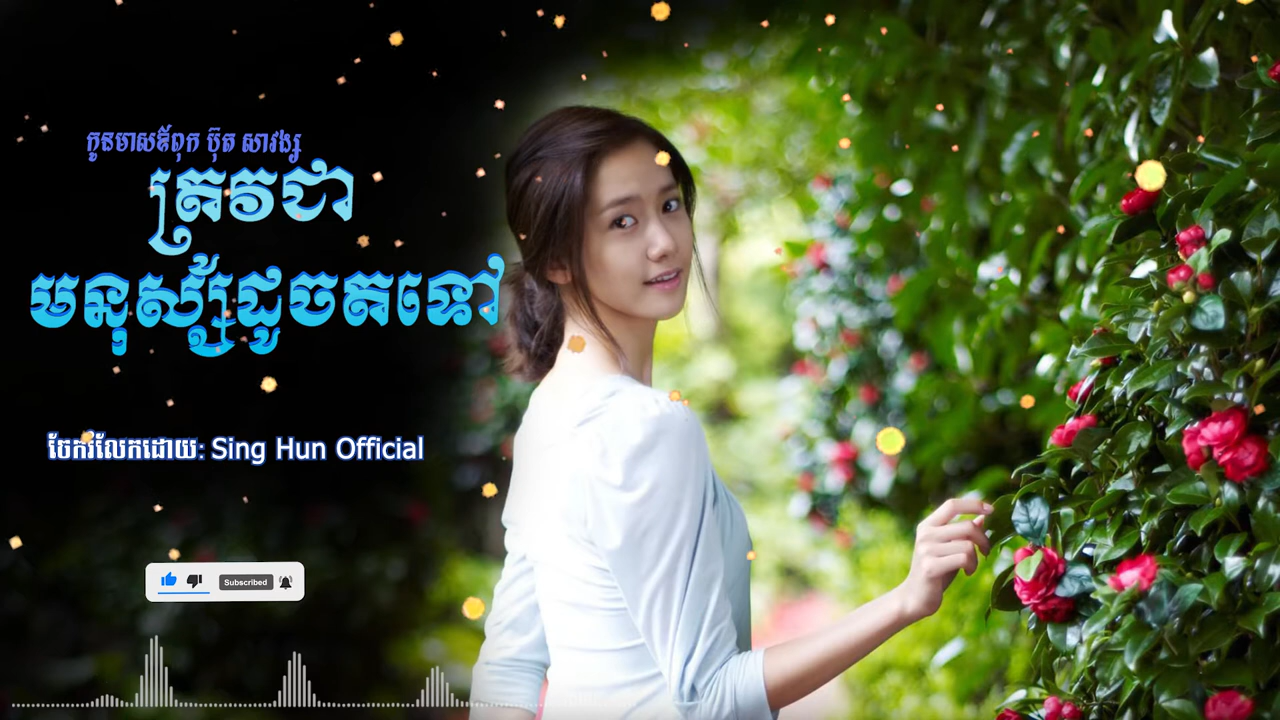 កូនមាសឪពុក ប៊ុត សាវង្ស
ត្រូវជា
មនុស្ស័ដូចតទៅ
ចែករំលែកដោយ: Sing Hun Official
Subscribed